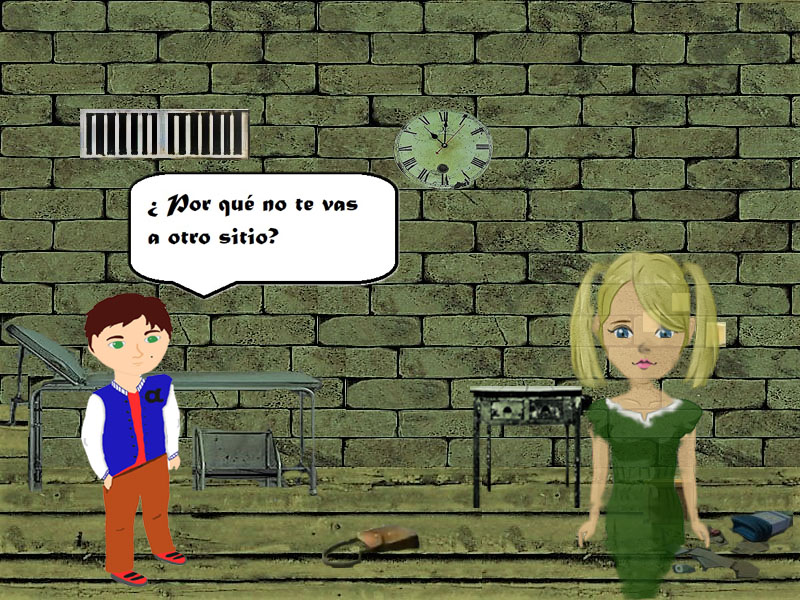 ¿ Por qué no te vas
a otro sitio?
α